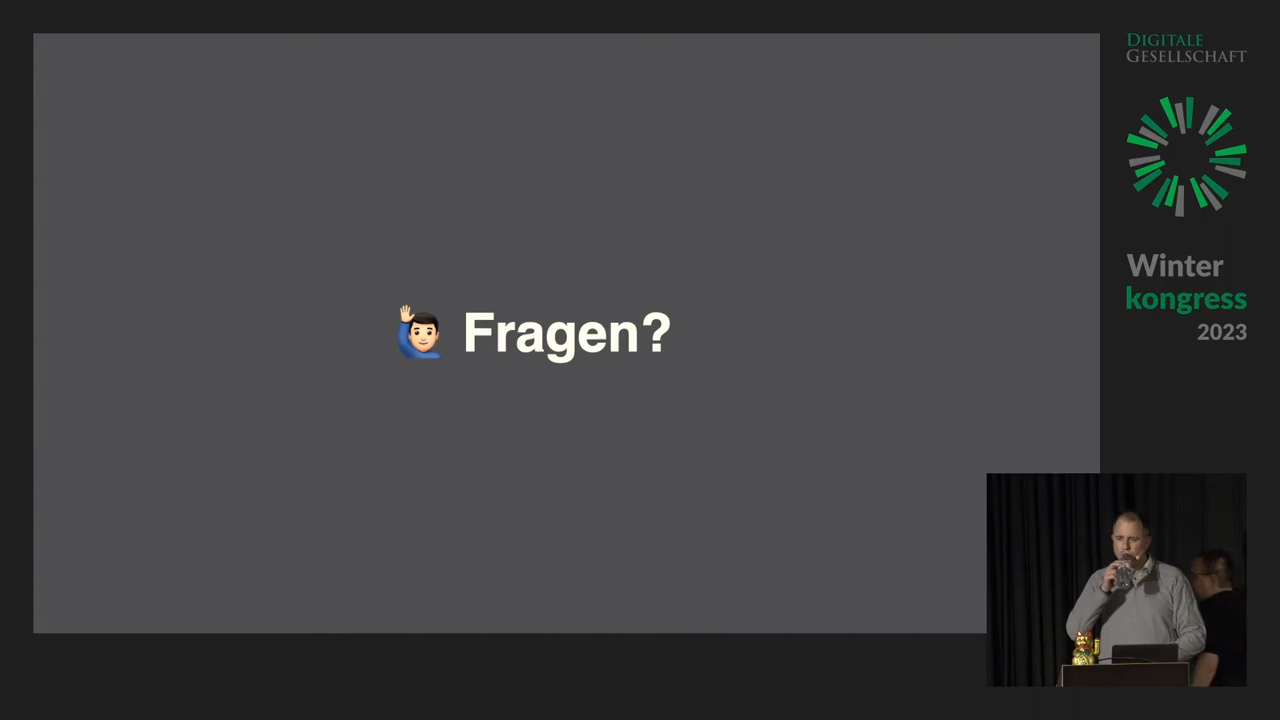 DIGITALE
GESELLSCHAFT
Fragen?
Winter
kongress
2023